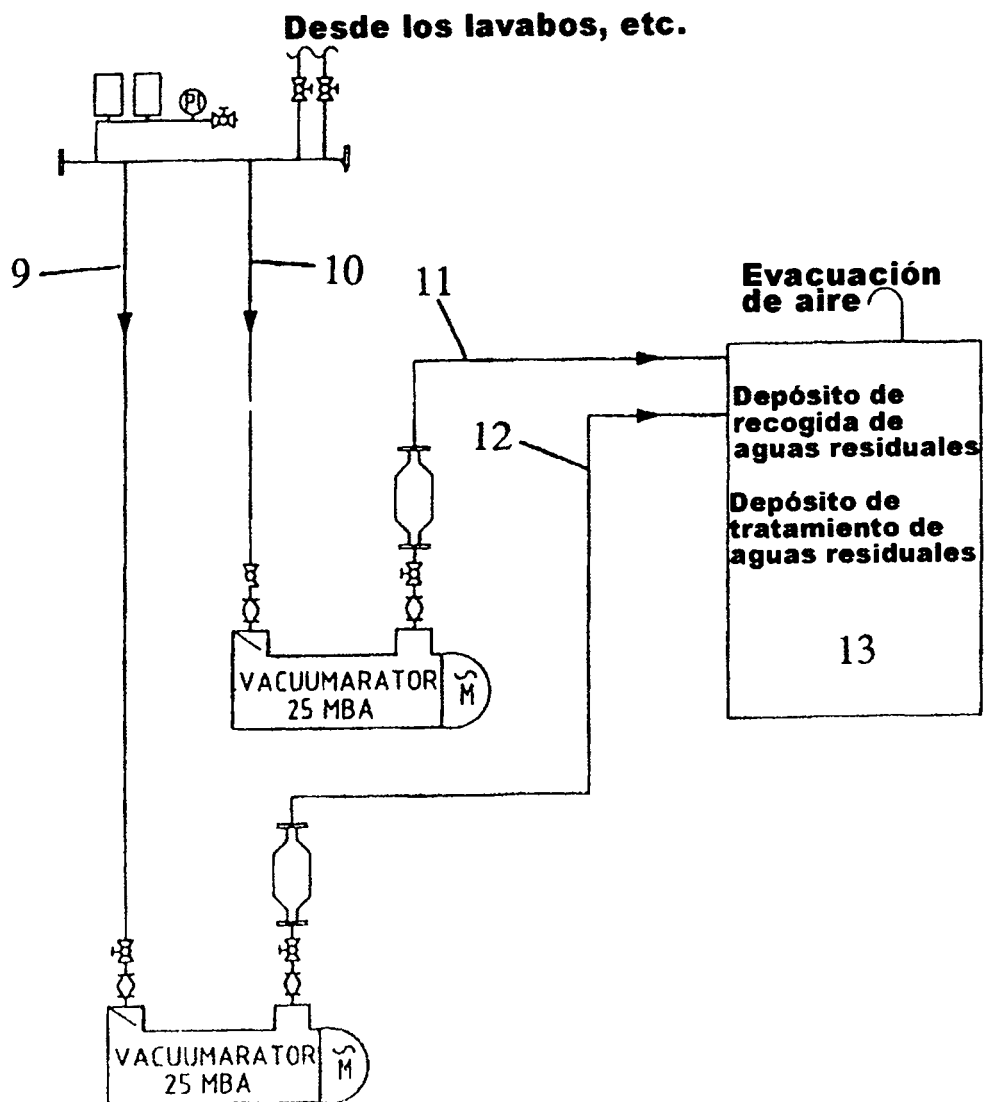 Desde los lavabos, etc.
PI
9
10
11
Evacuación
de aire
12
Depósito de
recogida de
aguas residuales
Depósito de
tratamiento de
aguas residuales
13
VACUUMARATOR
25 MBA
M
VACUUMARATOR
25 MBA
M